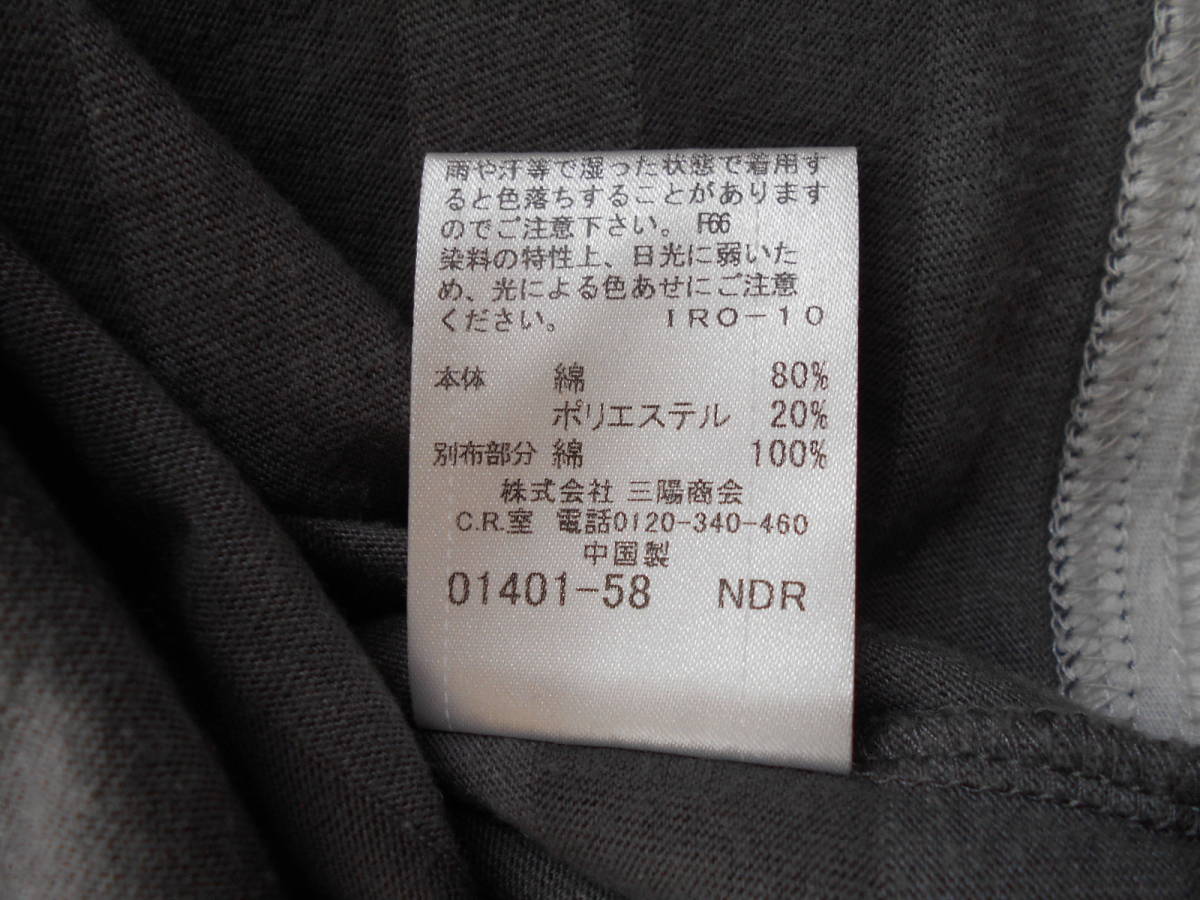 雨や汗等で湿った状態で着用す
ると色落ちすることがあります
のでご注意下さい。 F66
染料の特性上、日光に弱いた
め、光による色あせにご注意
ください。 IRO-10
本体 綿 80%
ポリエステル 20%
別布部分 綿 100%
株式会社 三陽商会
C.R.室 電話0120-340-460
中国製
01401-58 NDR